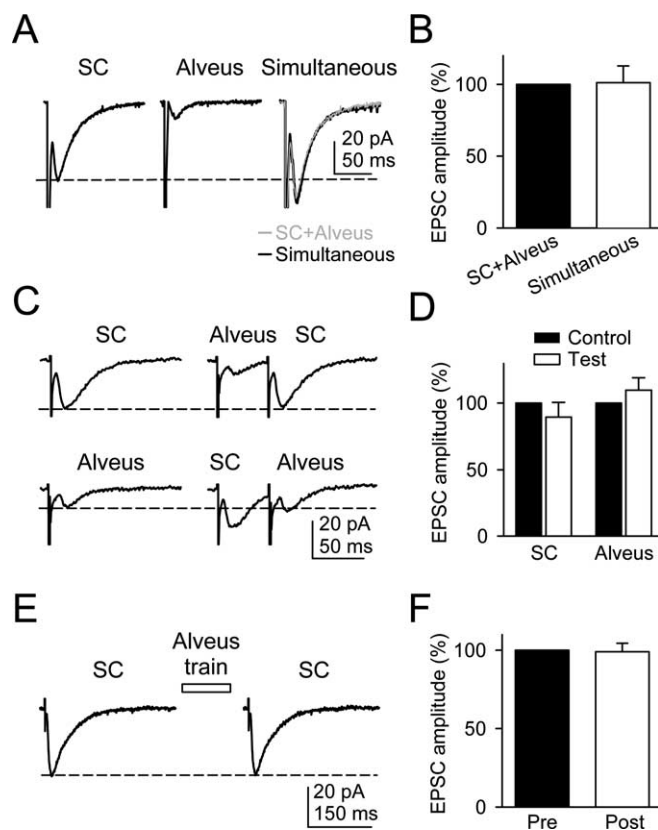 A
SC
Alveus
Simultaneous
20 pA
50 ms
SC+Alveus
Simultaneous
B
EPSC amplitude (%)
100
50
0
SC+Alveus
Simultaneous
C
SC
Alveus
SC
Alveus
SC
Alveus
20 pA
50 ms
D
Control
Test
EPSC amplitude (%)
100
50
0
SC
Alveus
E
SC
Alveus
train
SC
20 pA
150 ms
F
EPSC amplitude (%)
100
50
0
Pre
Post